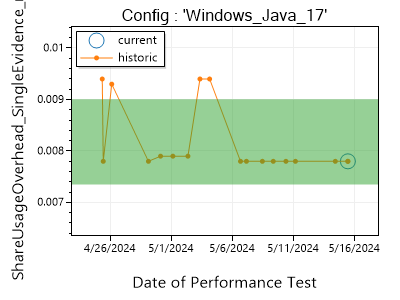 Config : 'Windows_Java_17'
current
historic
0.01
0.009
0.008
0.007
ShareUsageOverhead_SingleEvidence_
4/26/2024 5/1/2024 5/6/2024 5/11/2024 5/16/2024
Date of Performance Test